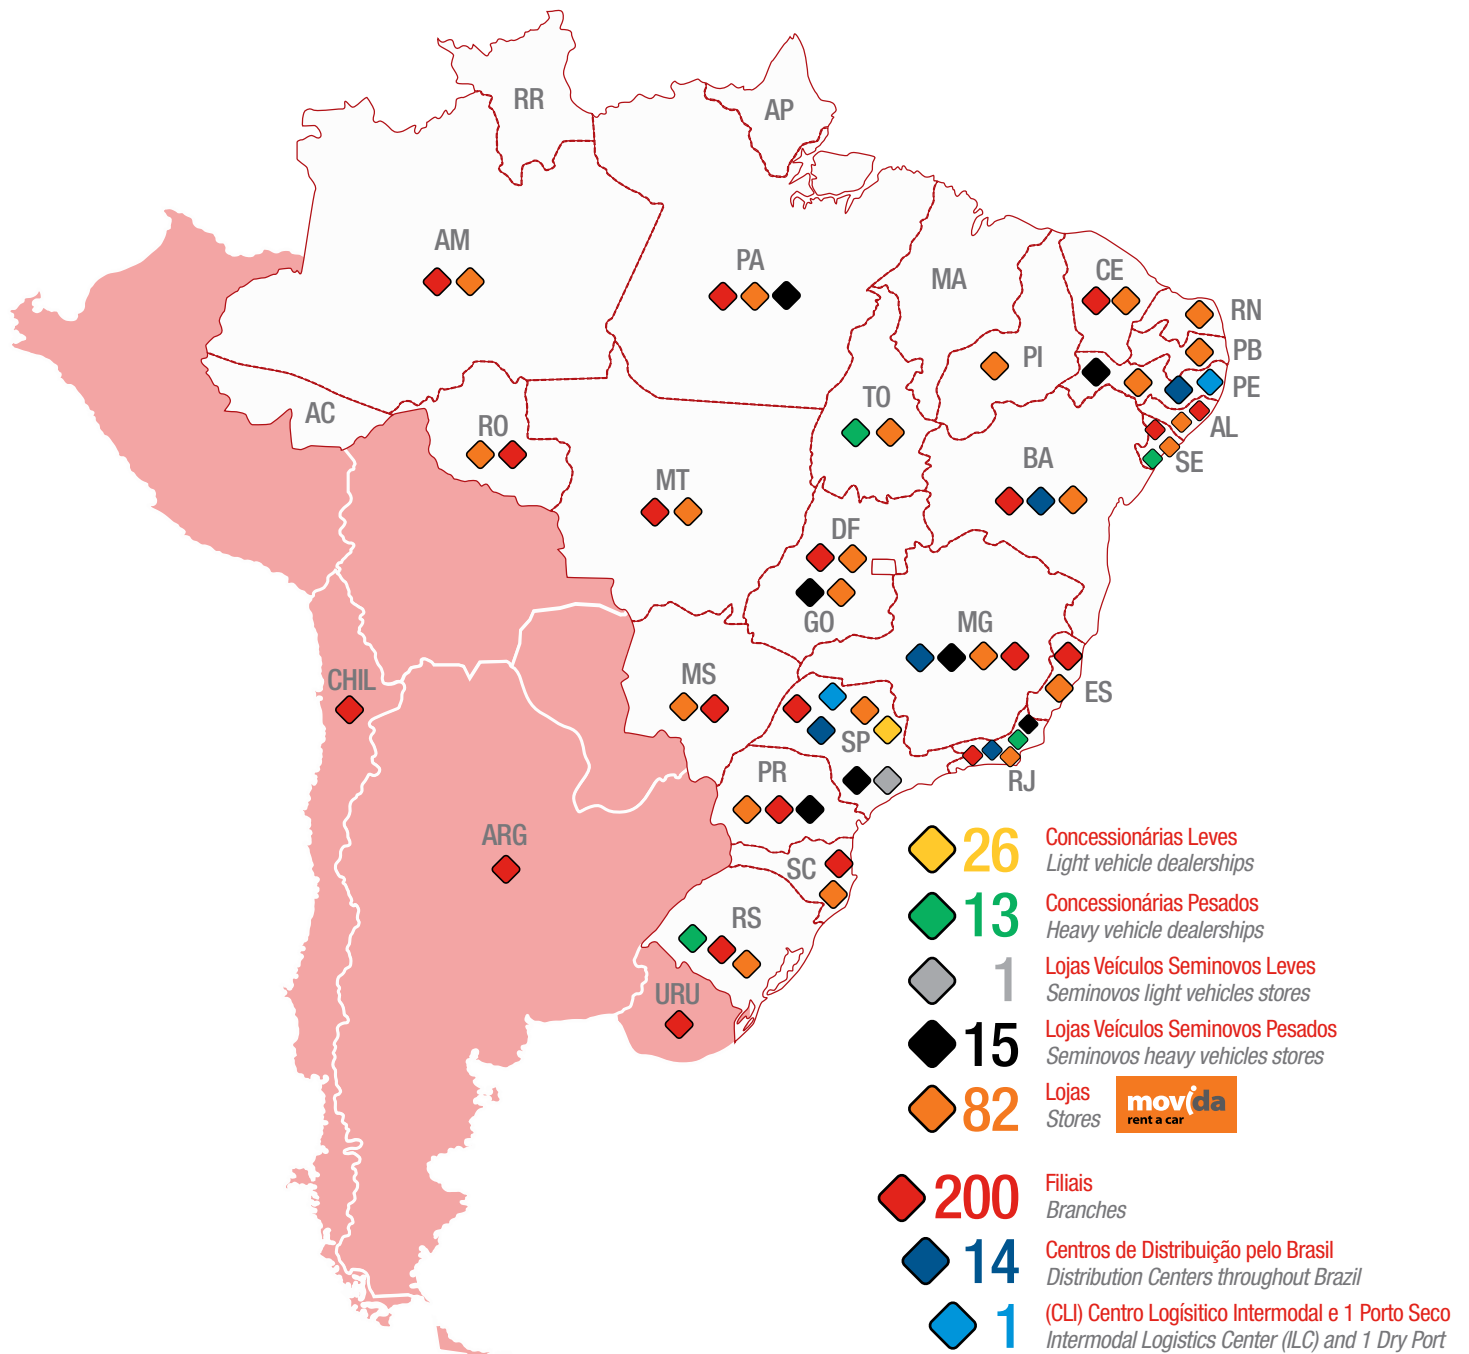 RR
AP
AM
PA
MA
CE
RN
PI
PB
PE
TO
AC
RO
AL
BA
SE
MT
DF
GO
MG
MS
CHIL
ES
SP
PR
RJ
ARG
SC
RS
URU
26 Concessionárias Leves
Light vehicle dealerships
13 Concessionárias Pesados
Heavy vehicle dealerships
1 Lojas Veículos Seminovos Leves
Seminovos light vehicles stores
15 Lojas Veículos Seminovos Pesados
Seminovos heavy vehicles stores
82 Lojas
Stores
movida
rent a car
200 Filiais
Branches
14 Centros de Distribuição pelo Brasil
Distribution Centers throughout Brazil
1 (CLI) Centro Logísitico Intermodal e 1 Porto Seco
Intermodal Logistics Center (ILC) and 1 Dry Port